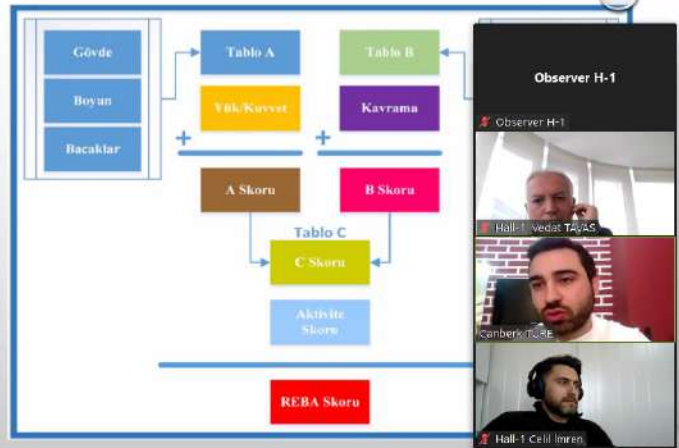 Gövde
Boyun
Bacaklar
Tablo A
Tablo B
Yük/Kuvvet
Kavrama
+
+
A Skoru
B Skoru
Tablo C
C Skoru
Aktivite
Skoru
REBA Skoru
Observer H-1
Observer H-1
Hall-1 Vedat TAVAS
Canberk TÜRE
Hall-1 Celil İmren